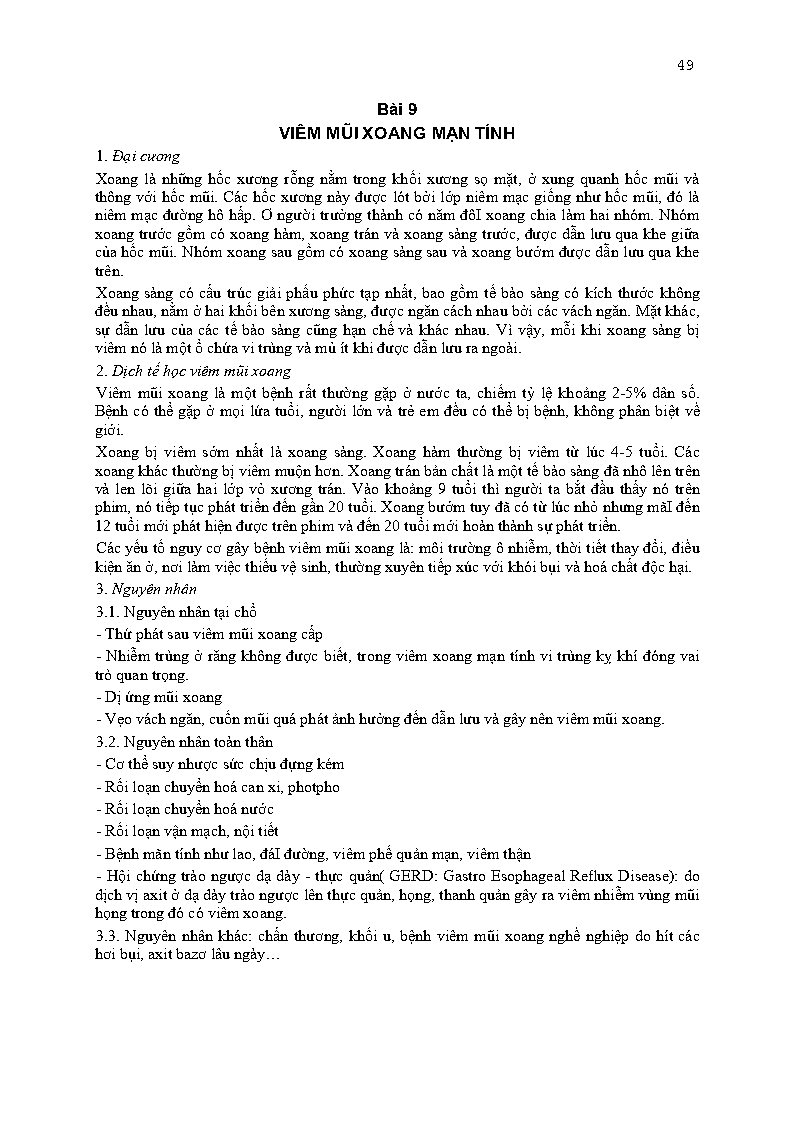 49
Bài 9
VIÊM MŨI XOANG MẠN TÍNH
1. Đại cương
Xoang là những hốc xương rỗng nằm trong khối xương sọ mặt, ở xung quanh hốc mũi và
thông với hốc mũi. Các hốc xương này được lót bởi lớp niêm mạc giống như hốc mũi, đó là
niêm mạc đường hô hấp. Ơ người trưởng thành có năm đôI xoang chia làm hai nhóm. Nhóm
xoang trước gồm có xoang hàm, xoang trán và xoang sàng trước, được dẫn lưu qua khe giữa
của hốc mũi. Nhóm xoang sau gồm có xoang sàng sau và xoang bướm được dẫn lưu qua khe
trên.
Xoang sàng có cấu trúc giải phẫu phức tạp nhất, bao gồm tế bào sàng có kích thước không
đều nhau, nằm ở hai khối bên xương sàng, được ngăn cách nhau bởi các vách ngăn. Mặt khác,
sự dẫn lưu của các tế bào sàng cũng hạn chế và khác nhau. Vì vậy, mỗi khi xoang sàng bị
viêm nó là một ổ chứa vi trùng và mủ ít khi được dẫn lưu ra ngoài.
2. Dịch tế học viêm mũi xoang
Viêm mũi xoang là một bệnh rất thường gặp ở nước ta, chiếm tỷ lệ khoảng 2-5% dân số.
Bệnh có thể gặp ở mọi lứa tuổi, người lớn và trẻ em đều có thể bị bệnh, không phân biệt về
giới.
Xoang bị viêm sớm nhất là xoang sàng. Xoang hàm thường bị viêm từ lúc 4-5 tuổi. Các
xoang khác thường bị viêm muộn hơn. Xoang trán bản chất là một tế bào sàng đã nhô lên trên
và len lõi giữa hai lớp vỏ xương trán. Vào khoảng 9 tuổi thì người ta bắt đầu thấy nó trên
phim, nó tiếp tục phát triển đến gần 20 tuổi. Xoang bướm tuy đã có từ lúc nhỏ nhưng mãI đến
12 tuổi mới phát hiện được trên phim và đến 20 tuổi mới hoàn thành sự phát triển.
Các yếu tố nguy cơ gây bệnh viêm mũi xoang là: môi trường ô nhiễm, thời tiết thay đổi, điều
kiện ăn ở, nơi làm việc thiếu vệ sinh, thường xuyên tiếp xúc với khói bụi và hoá chất độc hại.
3. Nguyên nhân
3.1. Nguyên nhân tại chổ
- Thứ phát sau viêm mũi xoang cấp
- Nhiễm trùng ở răng không được biết, trong viêm xoang mạn tính vi trùng kỵ khí đóng vai
trò quan trọng.
- Dị ứng mũi xoang
- Vẹo vách ngăn, cuốn mũi quá phát ảnh hưởng đến dẫn lưu và gây nên viêm mũi xoang.
3.2. Nguyên nhân toàn thân
- Cơ thể suy nhược sức chịu đựng kém
- Rối loạn chuyển hoá can xi, photpho
- Rối loạn chuyển hoá nước
- Rối loạn vận mạch, nội tiết
- Bệnh mãn tính như lao, đáI đường, viêm phế quản mạn, viêm thận
- Hội chứng trào ngược dạ dày - thực quản( GERD: Gastro Esophageal Reflux Disease): do
dịch vị axit ở dạ dày trào ngược lên thực quản, họng, thanh quản gây ra viêm nhiễm vùng mũi
họng trong đó có viêm xoang.
3.3. Nguyên nhân khác: chấn thương, khối u, bệnh viêm mũi xoang nghề nghiệp do hít các
hơi bụi, axit bazơ lâu ngày…